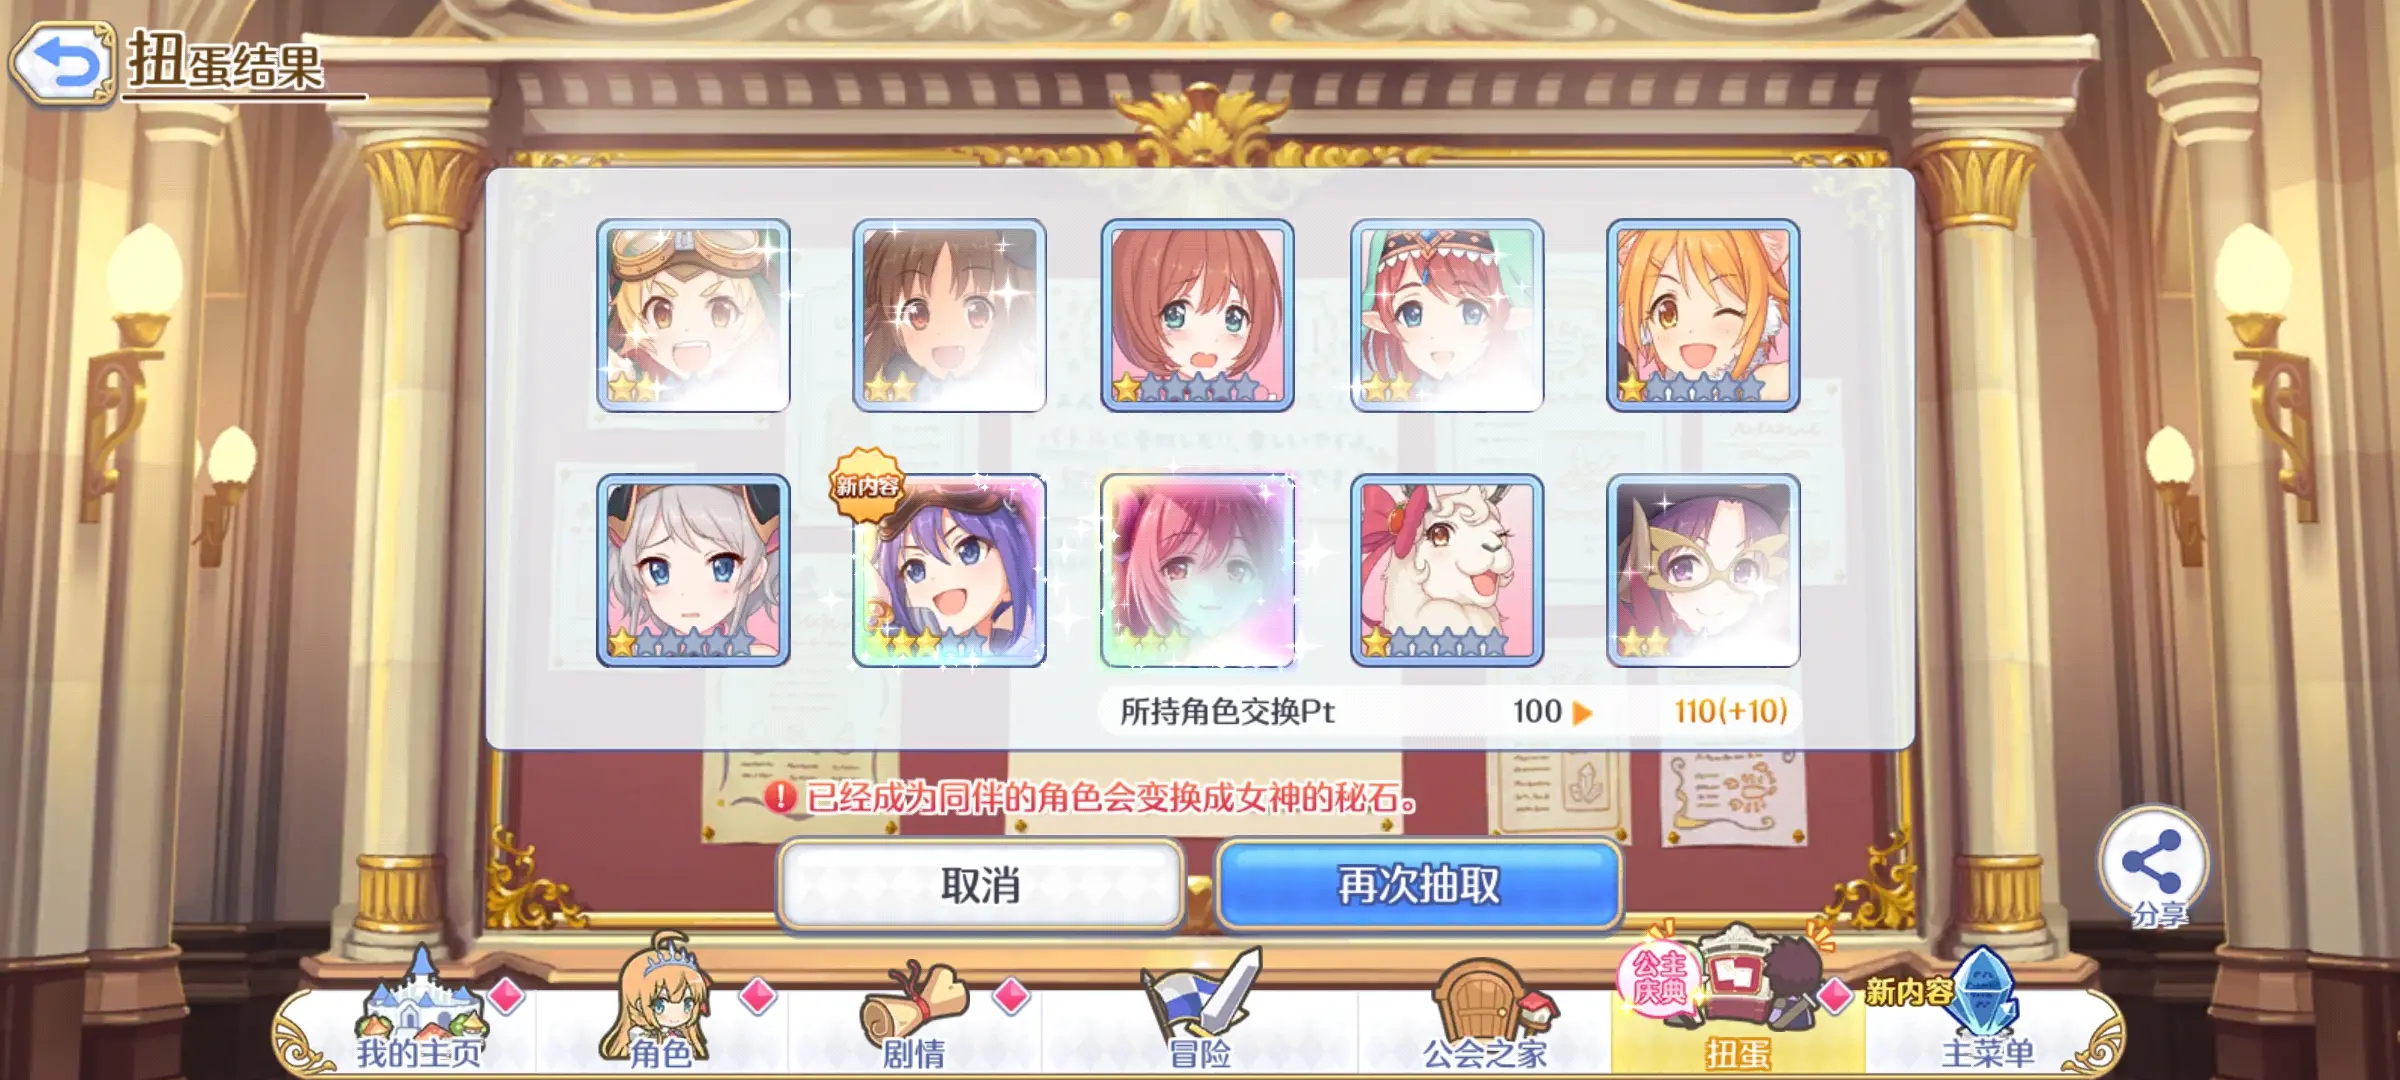 扭蛋结果
新内容
所持角色交换Pt 100 110(+10)
已经成为同伴的角色会变换成女神的秘石。
取消
再次抽取
分享
公主
庆典
新内容
我的主页
角色
剧情
冒险
公会之家
扭蛋
主菜单